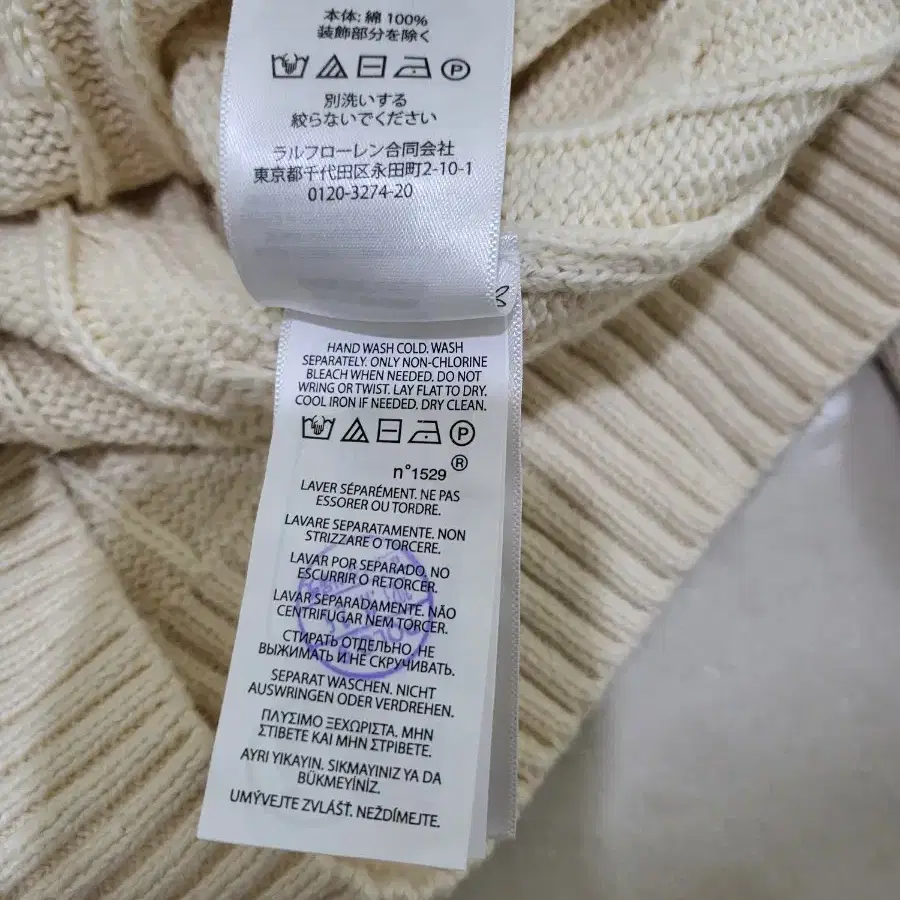 本体: 綿 100%
装飾部分を除く
P
別洗いする
絞らないでください
ラルフローレン合同会社
東京都千代田区永田町2-10-1
0120-3274-20
HAND WASH COLD. WASH
SEPARATELY. ONLY NON-CHLORINE
BLEACH WHEN NEEDED. DO NOT
WRING OR TWIST. LAY FLAT TO DRY.
COOL IRON IF NEEDED. DRY CLEAN.
P
n°1529 ®
LAVER SÉPARÉMENT. NE PAS
ESSORER OU TORDRE.
LAVARE SEPARATAMENTE. NON
STRIZZARE O TORCERE.
LAVAR POR SEPARADO. NO
ESCURRIR O RETORCER.
LAVAR SEPARADAMENTE. NÃO
CENTRIFUGAR NEM TORCER.
СТИРАТЬ ОТДЕЛЬНО. НЕ
ВЫЖИМАТЬ И НЕ СКРУЧИВАТЬ.
SEPARAT WASCHEN. NICHT
AUSWRINGEN ODER VERDREHEN.
ΠΛΥΣΙΜΟ ΞΕΧΩΡΙΣΤΑ. ΜΗΝ
ΣΤΙΒΕΤΕ ΚΑΙ ΜΗΝ ΣΤΡΙΒΕΤΕ.
AYRI YIKAYIN. SIKMAYINIZ YA DA
BÜKMEYİNİZ.
UMÝVEJTE ZVLÁŠŤ. NEŽDÍMEJTE.